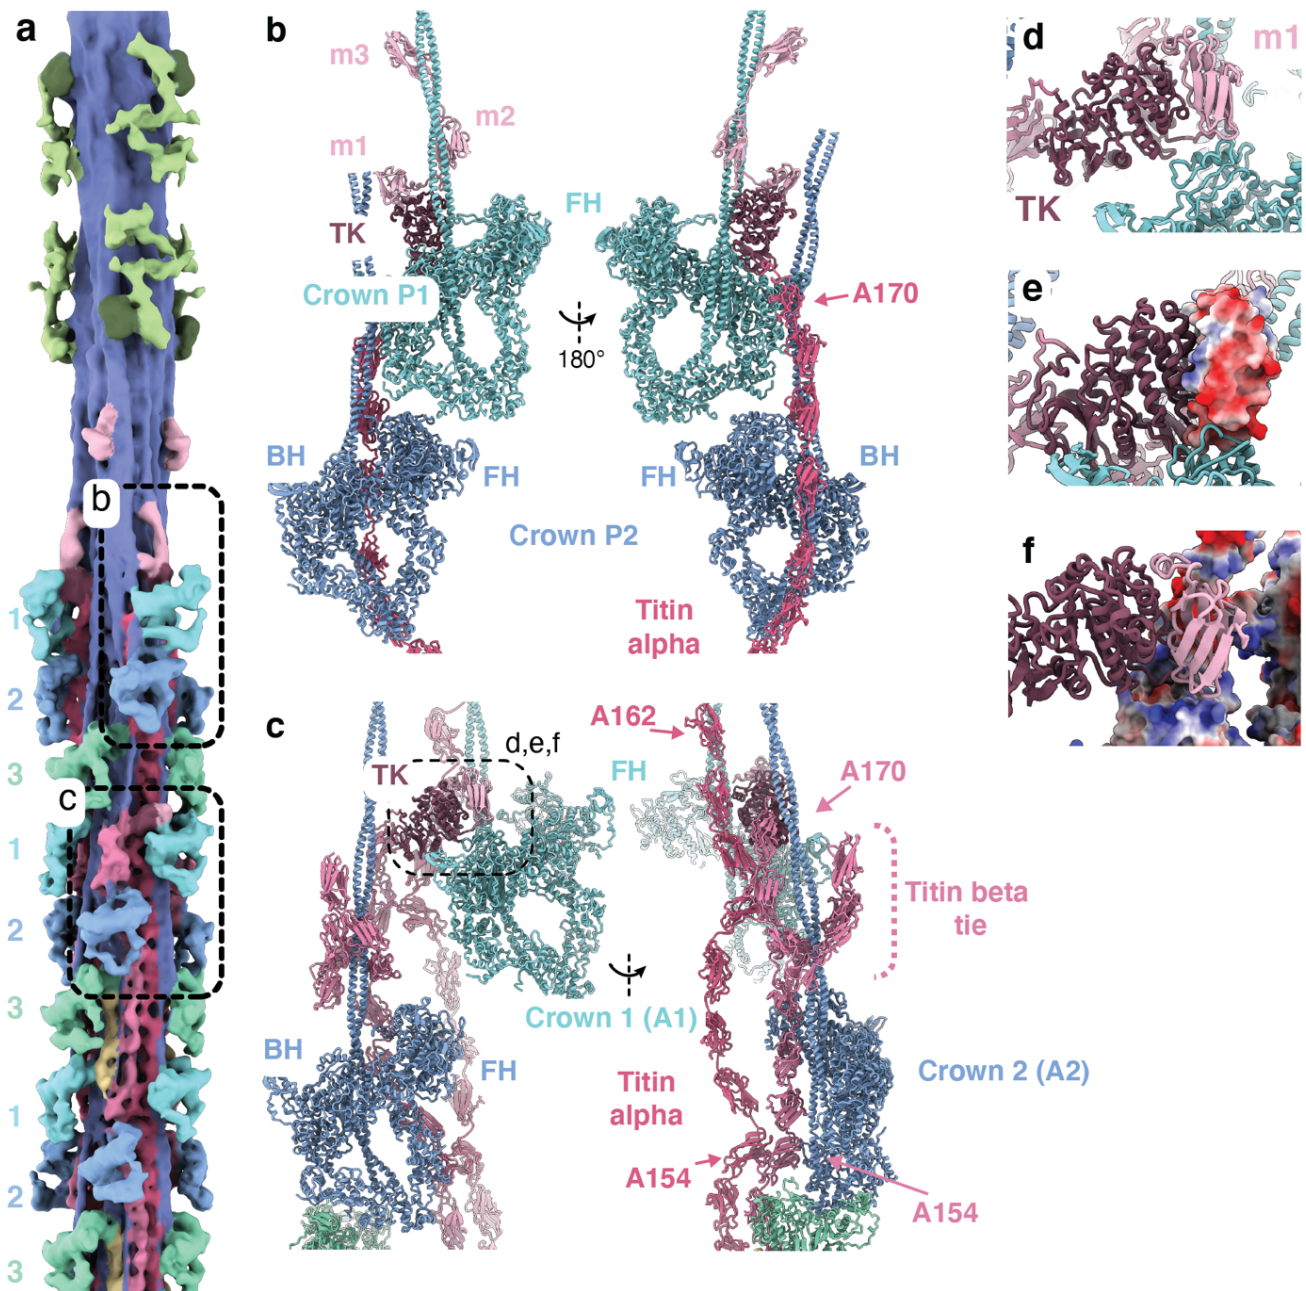 a
b
1
2
3
c
1
2
3
1
2
3
b
m3
m2
m1
FH
TK
Crown P1
A170
180°
BH
FH
FH
BH
Crown P2
Titin
alpha
c
A162
d,e,f
TK
FH
A170
Titin beta
tie
Crown 1 (A1)
BH
FH
Titin
alpha
Crown 2 (A2)
A154
A154
d
m1
TK
e
f